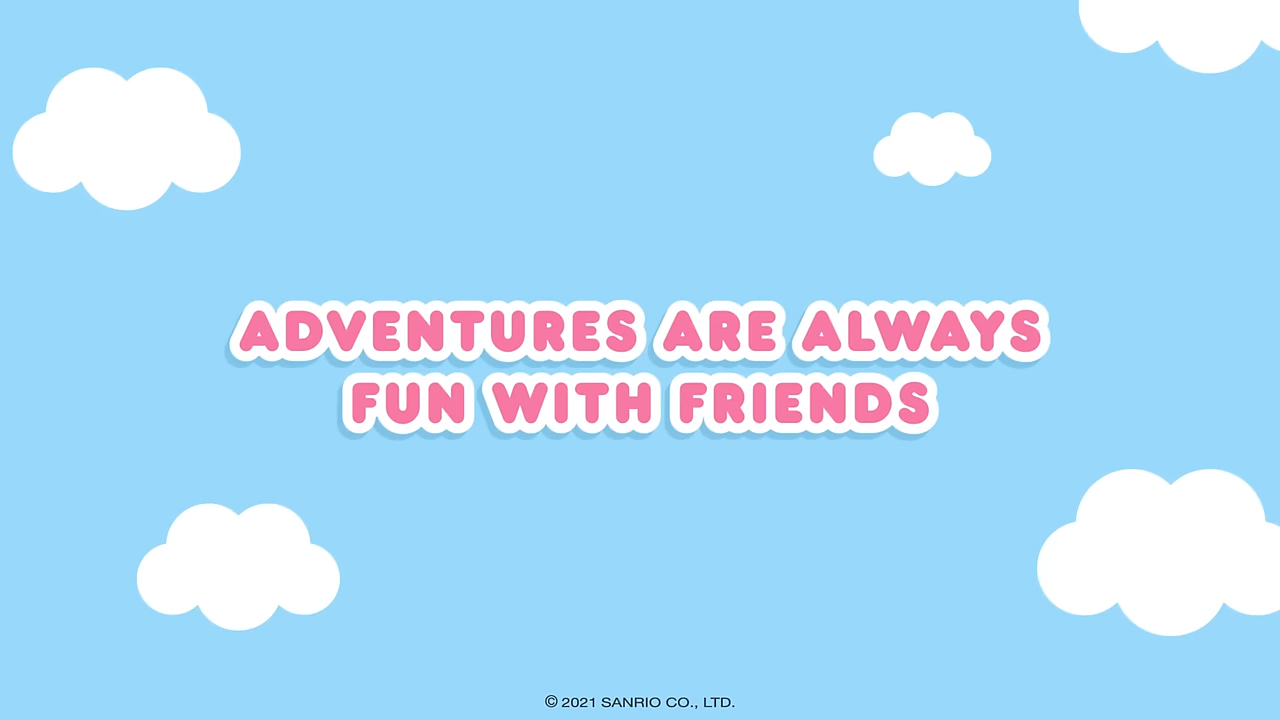 ADVENTURES ARE ALWAYS
FUN WITH FRIENDS
© 2021 SANRIO CO., LTD.